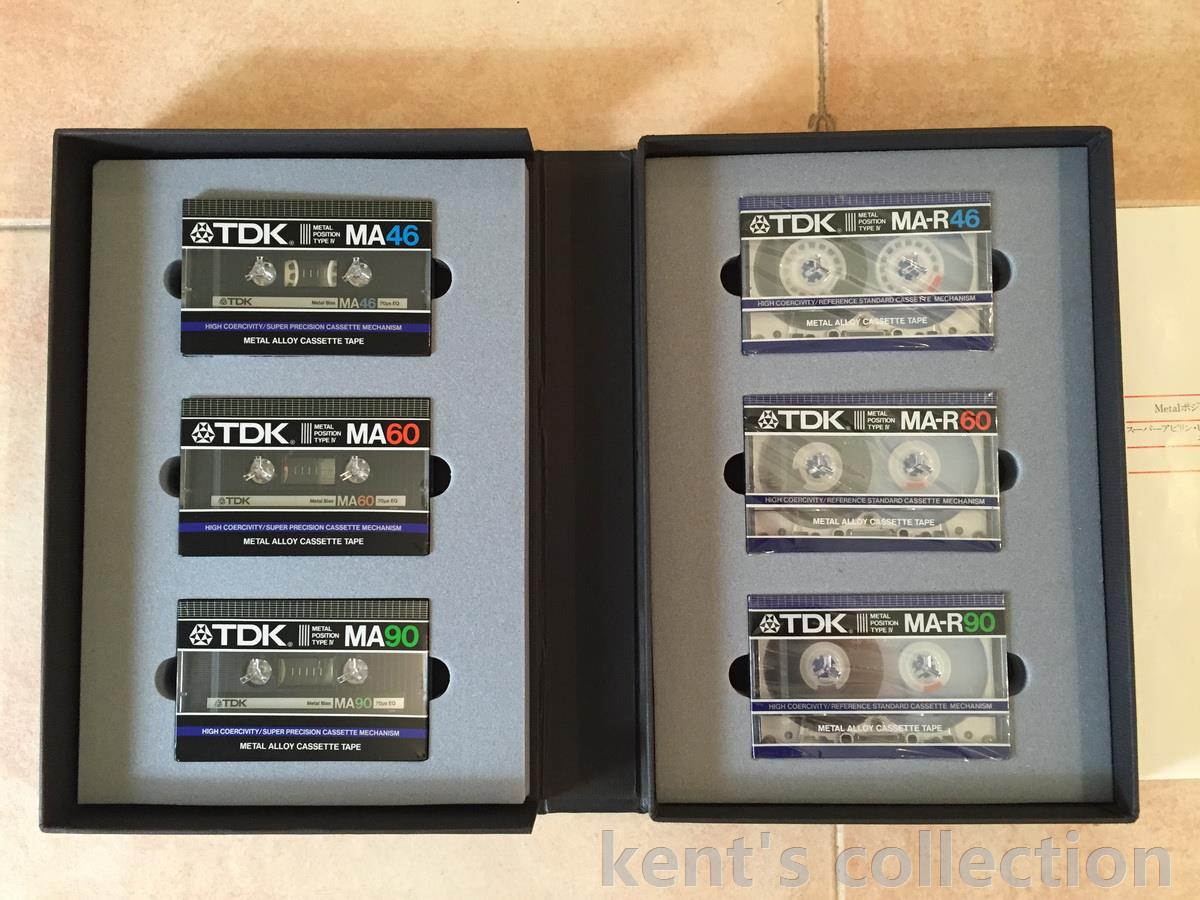 TDK METAL POSITION TYPE IV MA46
TDK Metal Bias MA46 70μs EQ
HIGH COERCIVITY/SUPER PRECISION CASSETTE MECHANISM
METAL ALLOY CASSETTE TAPE
TDK METAL POSITION TYPE IV MA60
TDK Metal Bias MA60 70μs EQ
HIGH COERCIVITY/SUPER PRECISION CASSETTE MECHANISM
METAL ALLOY CASSETTE TAPE
TDK METAL POSITION TYPE IV MA90
TDK Metal Bias MA90 70μs EQ
HIGH COERCIVITY/SUPER PRECISION CASSETTE MECHANISM
METAL ALLOY CASSETTE TAPE
TDK METAL POSITION TYPE IV MA-R46
HIGH COERCIVITY/REFERENCE STANDARD CASSETTE MECHANISM
METAL ALLOY CASSETTE TAPE
TDK METAL POSITION TYPE IV MA-R60
HIGH COERCIVITY/REFERENCE STANDARD CASSETTE MECHANISM
METAL ALLOY CASSETTE TAPE
TDK METAL POSITION TYPE IV MA-R90
HIGH COERCIVITY/REFERENCE STANDARD CASSETTE MECHANISM
METAL ALLOY CASSETTE TAPE
Metalポジ
スーパーアビリン・
kent's collection